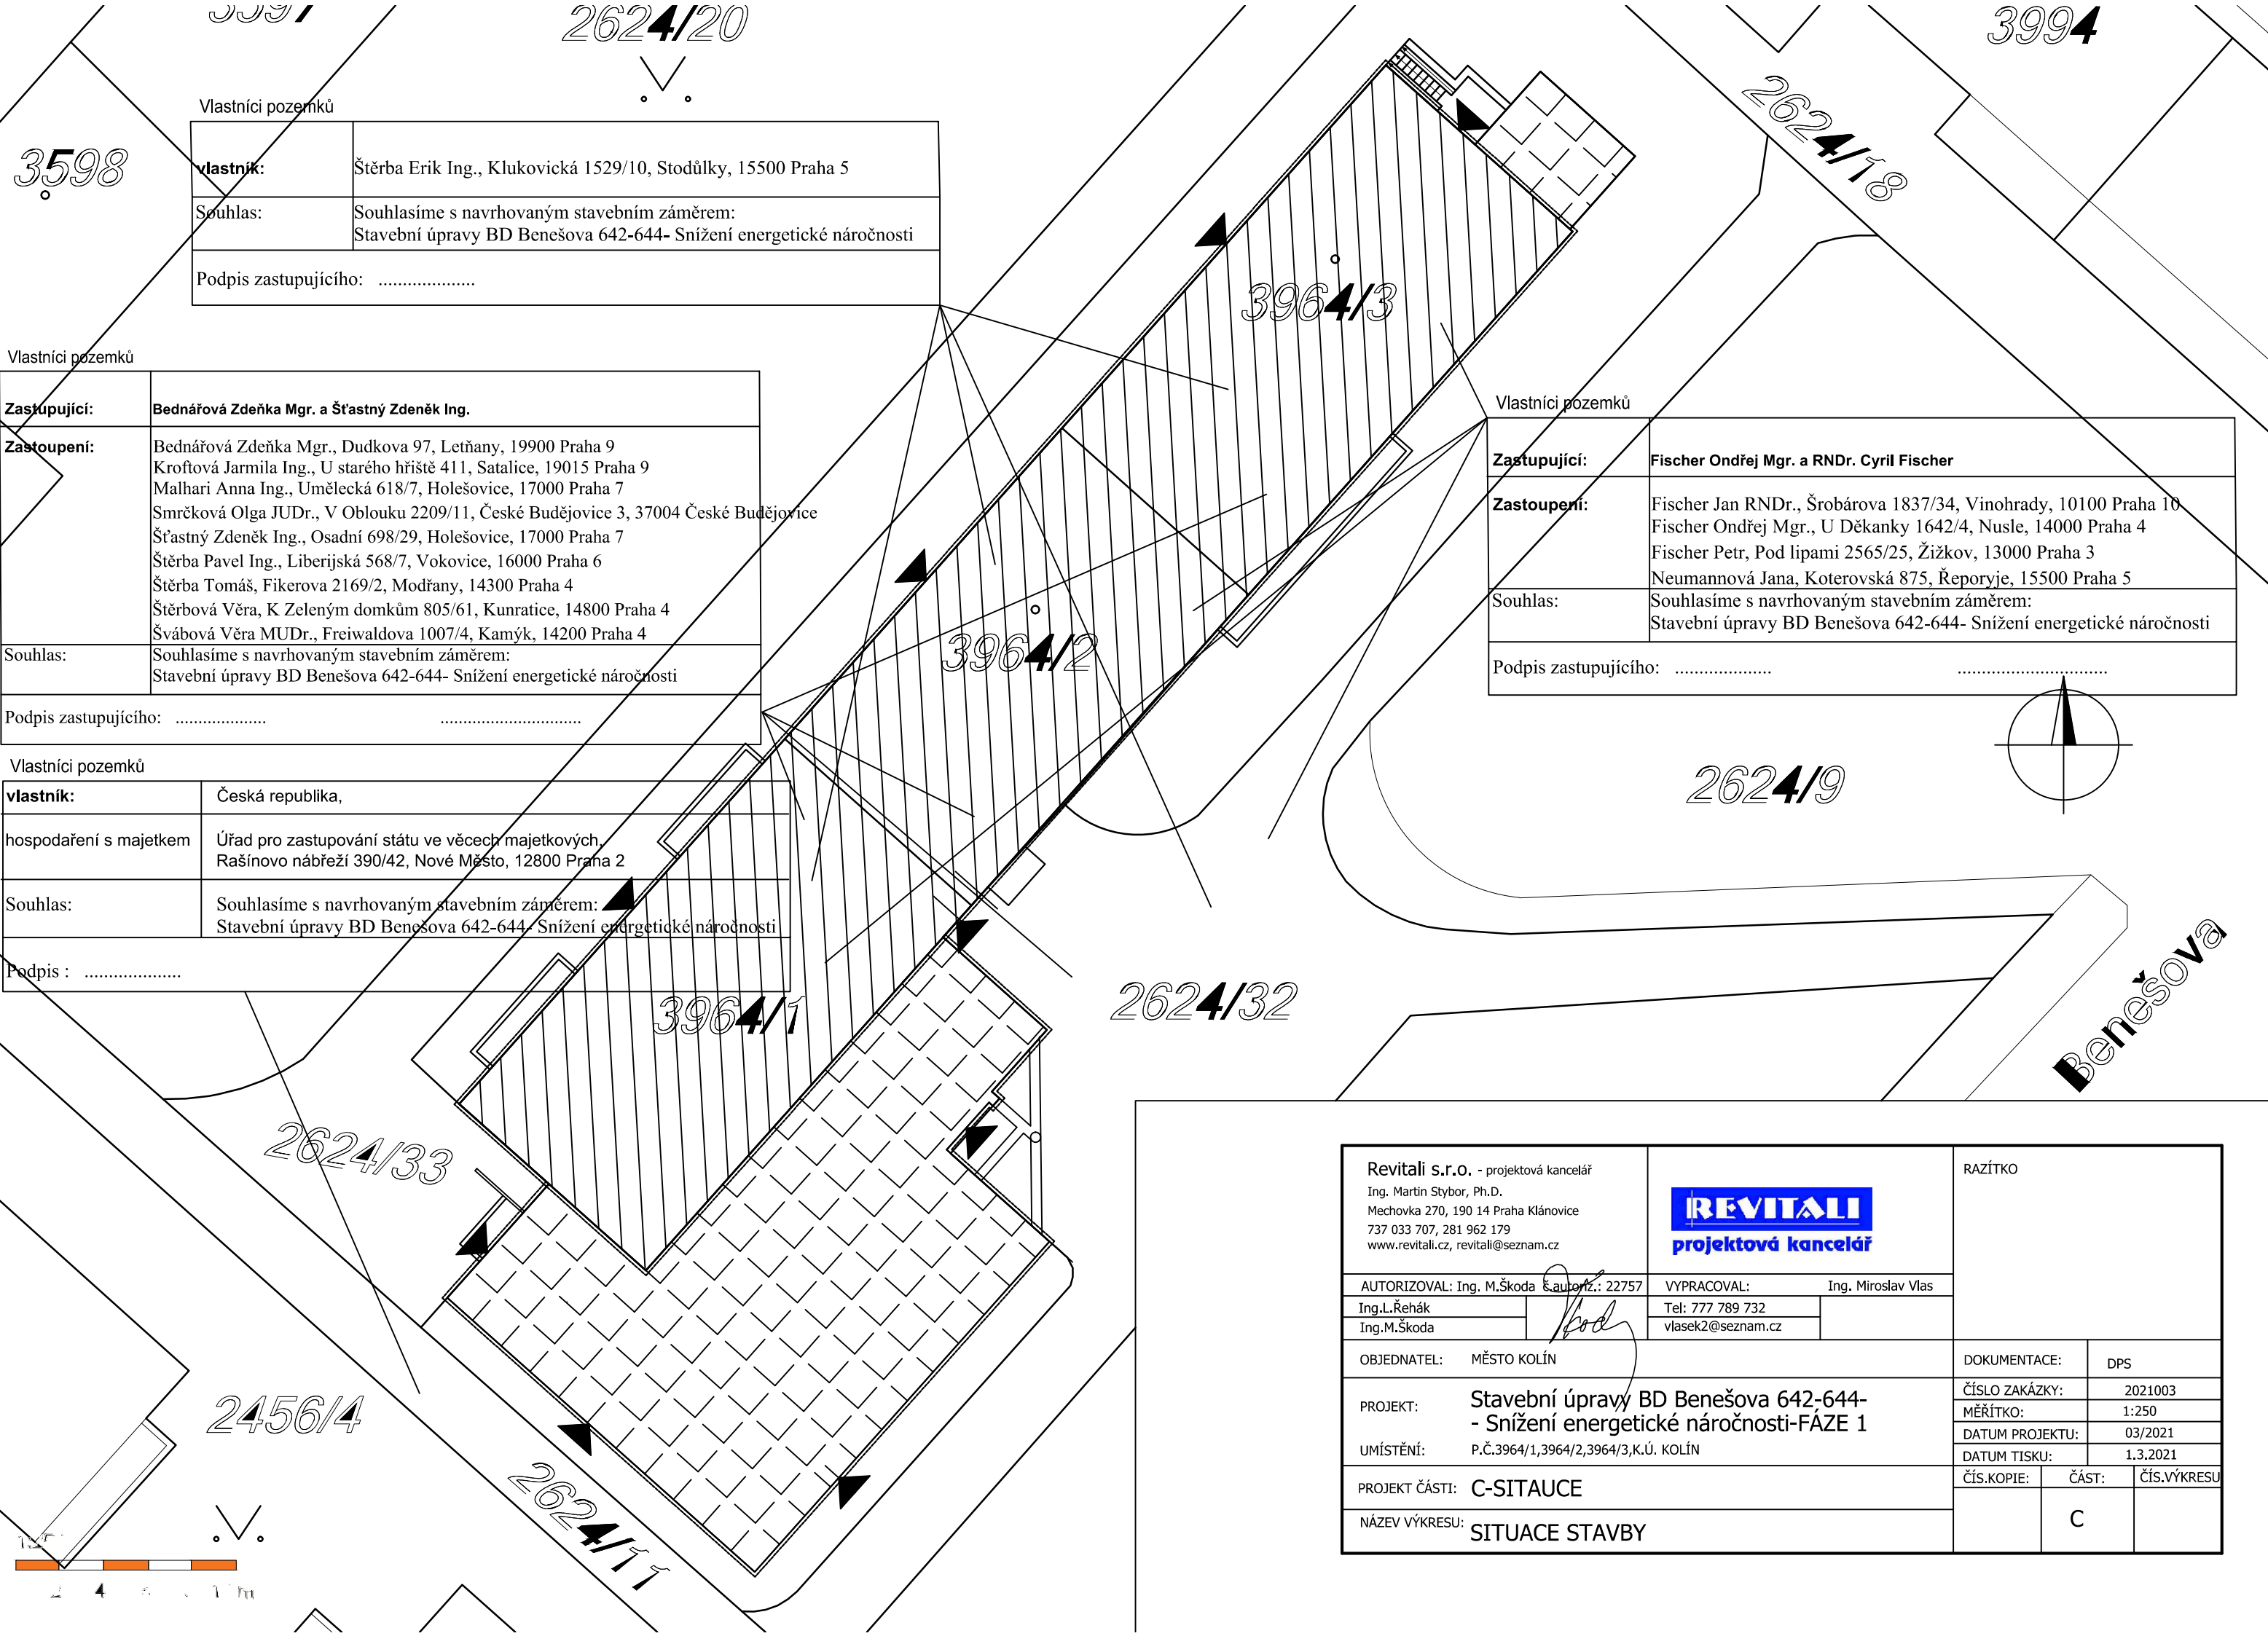 3597
2624/20
3994
2624/18
3598
Vlastníci pozemků
vlastník: Štěrba Erik Ing., Klukovická 1529/10, Stodůlky, 15500 Praha 5
Souhlas: Souhlasíme s navrhovaným stavebním záměrem:
Stavební úpravy BD Benešova 642-644- Snížení energetické náročnosti
Podpis zastupujícího: .....................
3964/3
Vlastníci pozemků
Zastupující: Bednářová Zdeňka Mgr. a Šťastný Zdeněk Ing.
Zastoupení: Bednářová Zdeňka Mgr., Dudkova 97, Letňany, 19900 Praha 9
Kroftová Jarmila Ing., U starého hřiště 411, Satalice, 19015 Praha 9
Malhari Anna Ing., Umělecká 618/7, Holešovice, 17000 Praha 7
Smrčková Olga JUDr., V Oblouku 2209/11, České Budějovice 3, 37004 České Budějovice
Šťastný Zdeněk Ing., Osadní 698/29, Holešovice, 17000 Praha 7
Štěrba Pavel Ing., Liberijská 568/7, Vokovice, 16000 Praha 6
Štěrba Tomáš, Fikerova 2169/2, Modřany, 14300 Praha 4
Štěrbová Věra, K Zeleným domkům 805/61, Kunratice, 14800 Praha 4
Švábová Věra MUDr., Freiwaldova 1007/4, Kamýk, 14200 Praha 4
Souhlas: Souhlasíme s navrhovaným stavebním záměrem:
Stavební úpravy BD Benešova 642-644- Snížení energetické náročnosti
Podpis zastupujícího: .................... ...............................
Vlastníci pozemků
Zastupující: Fischer Ondřej Mgr. a RNDr. Cyril Fischer
Zastoupení: Fischer Jan RNDr., Šrobárova 1837/34, Vinohrady, 10100 Praha 10
Fischer Ondřej Mgr., U Děkanky 1642/4, Nusle, 14000 Praha 4
Fischer Petr, Pod lipami 2565/25, Žižkov, 13000 Praha 3
Neumannová Jana, Koterovská 875, Řeporyje, 15500 Praha 5
Souhlas: Souhlasíme s navrhovaným stavebním záměrem:
Stavební úpravy BD Benešova 642-644- Snížení energetické náročnosti
Podpis zastupujícího: ..................... ................................
3964/2
2624/9
Vlastníci pozemků
vlastník: Česká republika,
hospodaření s majetkem Úřad pro zastupování státu ve věcech majetkových,
Rašínovo nábřeží 390/42, Nové Město, 12800 Praha 2
Souhlas: Souhlasíme s navrhovaným stavebním záměrem:
Stavební úpravy BD Benešova 642-644- Snížení energetické náročnosti
Podpis : .....................
3964/1
2624/32
Benešova
2624/33
2456/4
2624/11
Revitali s.r.o. - projektová kancelář
Ing. Martin Stybor, Ph.D.
Mechovka 270, 190 14 Praha Klánovice
737 033 707, 281 962 179
www.revitali.cz, revitali@seznam.cz
REVITALI
projektová kancelář
RAZÍTKO
AUTORIZOVAL: Ing. M.Škoda č.autoriz.: 22757
VYPRACOVAL: Ing. Miroslav Vlas
Ing.L.Řehák
Ing.M.Škoda
Tel: 777 789 732
vlasek2@seznam.cz
OBJEDNATEL: MĚSTO KOLÍN
DOKUMENTACE: DPS
PROJEKT: Stavební úpravy BD Benešova 642-644-
- Snížení energetické náročnosti-FÁZE 1
UMÍSTĚNÍ: P.Č.3964/1,3964/2,3964/3,K.Ú. KOLÍN
ČÍSLO ZAKÁZKY: 2021003
MĚŘÍTKO: 1:250
DATUM PROJEKTU: 03/2021
DATUM TISKU: 1.3.2021
PROJEKT ČÁSTI: C-SITAUCE
ČÍS.KOPIE: ČÁST: ČÍS.VÝKRESU
C
NÁZEV VÝKRESU: SITUACE STAVBY